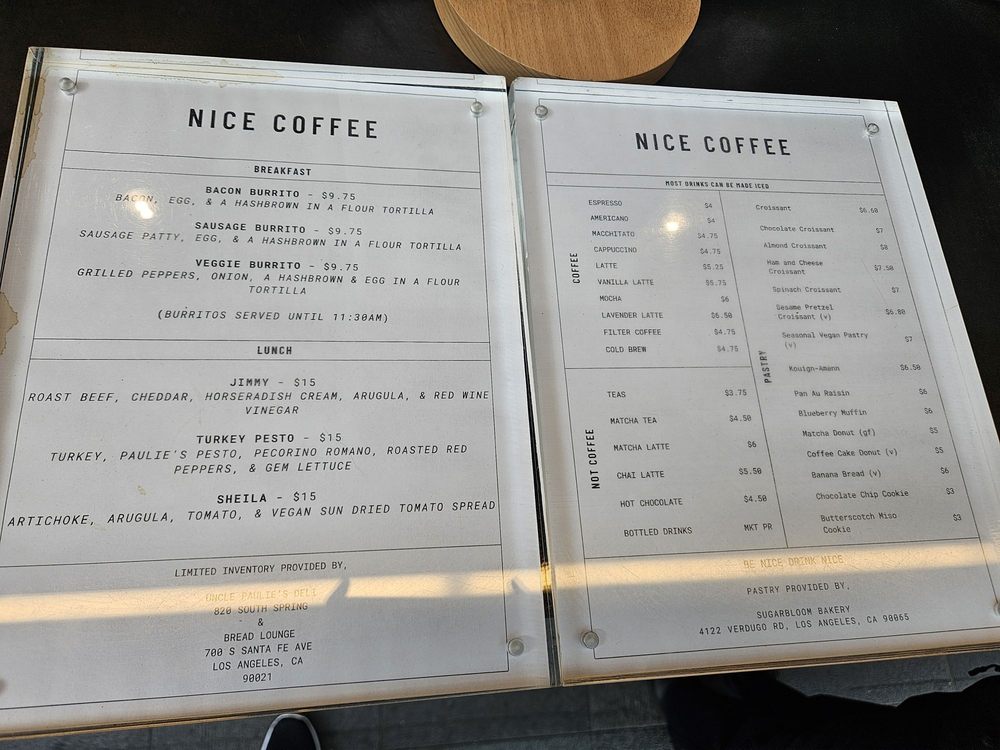 NICE COFFEE
BREAKFAST
BACON BURRITO - $9.75
BACON, EGG, & A HASHBROWN IN A FLOUR TORTILLA
SAUSAGE BURRITO - $9.75
SAUSAGE PATTY, EGG, & A HASHBROWN IN A FLOUR TORTILLA
VEGGIE BURRITO - $9.75
GRILLED PEPPERS, ONION, A HASHBROWN & EGG IN A FLOUR
TORTILLA
(BURRITOS SERVED UNTIL 11:30AM)
LUNCH
JIMMY - $15
ROAST BEEF, CHEDDAR, HORSERADISH CREAM, ARUGULA, & RED WINE
VINEGAR
TURKEY PESTO - $15
TURKEY, PAULIE'S PESTO, PECORINO ROMANO, ROASTED RED
PEPPERS, & GEM LETTUCE
SHEILA - $15
ARTICHOKE, ARUGULA, TOMATO, & VEGAN SUN DRIED TOMATO SPREAD
LIMITED INVENTORY PROVIDED BY,
UNCLE PAULIE'S DELI
820 SOUTH SPRING
&
BREAD LOUNGE
700 S SANTA FE AVE
LOS ANGELES, CA
90021
NICE COFFEE
MOST DRINKS CAN BE MADE ICED
COFFEE
ESPRESSO $4
AMERICANO $4
MACCHITATO $4.75
CAPPUCCINO $4.75
LATTE $5.25
VANILLA LATTE $5.75
MOCHA $6
LAVENDER LATTE $6.50
FILTER COFFEE $4.75
COLD BREW $4.75
NOT COFFEE
TEAS $3.75
MATCHA TEA $4.50
MATCHA LATTE $6
CHAI LATTE $5.50
HOT CHOCOLATE $4.50
BOTTLED DRINKS MKT PR
PASTRY
Croissant $6.60
Chocolate Croissant $7
Almond Croissant $8
Ham and Cheese
Croissant $7.50
Spinach Croissant $7
Sesame Pretzel
Croissant (v) $6.80
Seasonal Vegan Pastry
(v) $7
Kouign-Amann $6.50
Pan Au Raisin $6
Blueberry Muffin $6
Matcha Donut (gf) $5
Coffee Cake Donut (v) $5
Banana Bread (v) $6
Chocolate Chip Cookie $3
Butterscotch Miso
Cookie $3
BE NICE DRINK NICE
PASTRY PROVIDED BY,
SUGARBLOOM BAKERY
4122 VERDUGO RD, LOS ANGELES, CA 90065